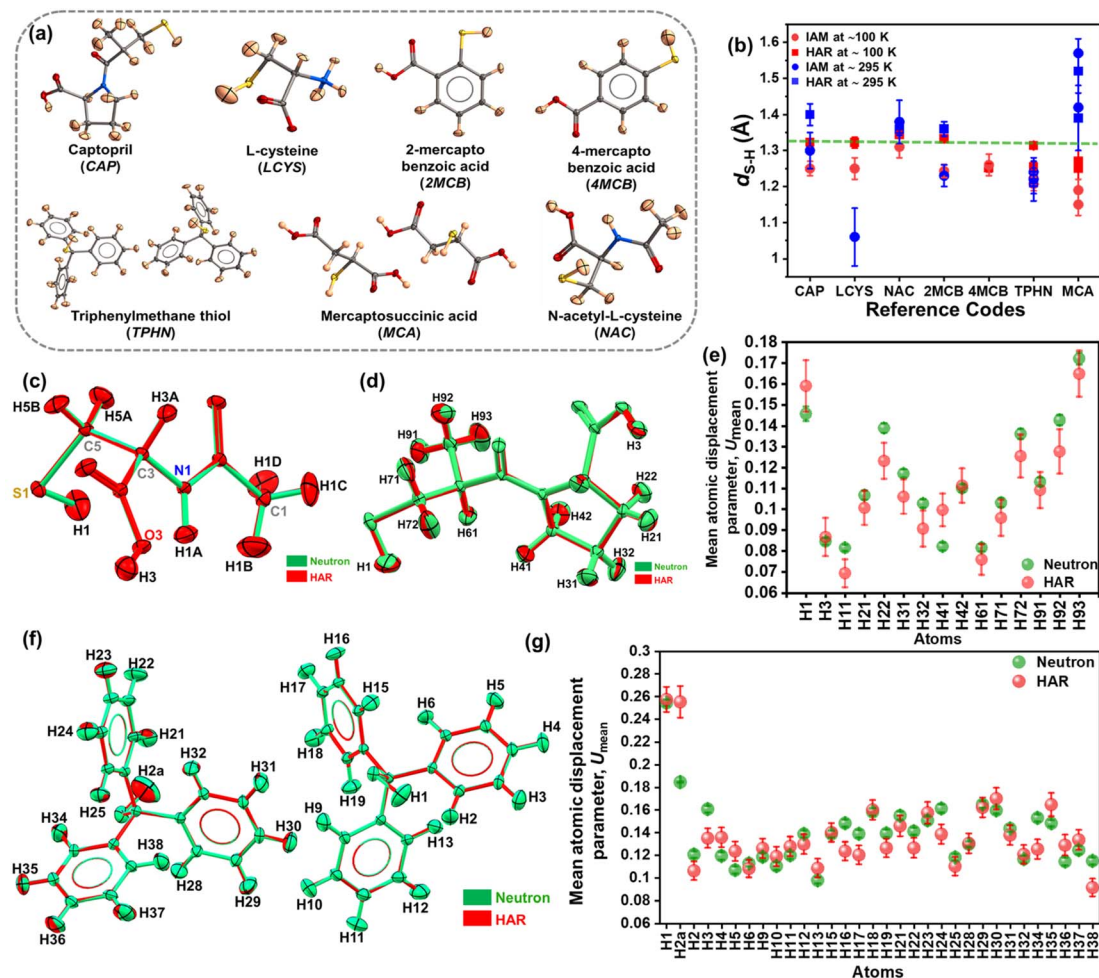 (a)
Captopril
(CAP)
L-cysteine
(LCYS)
2-mercapto
benzoic acid
(2MCB)
4-mercapto
benzoic acid
(4MCB)
Triphenylmethane thiol
(TPHN)
Mercaptosuccinic acid
(MCA)
N-acetyl-L-cysteine
(NAC)
(b)
IAM at ~100 K
HAR at ~ 100 K
IAM at ~ 295 K
HAR at ~ 295 K
dS-H (Å)
1.6
1.5
1.4
1.3
1.2
1.1
1
CAP LCYS NAC 2MCB 4MCB TPHN MCA
Reference Codes
(c)
H5B
H5A
H3A
C5
C3
N1
S1
H1
O3
H3
H1A
H1D
H1C
C1
H1B
Neutron
HAR
(d)
H92
H93
H91
H71
H72
H61
H1
H3
H22
H42
H21
H41
H32
H31
Neutron
HAR
(e)
Mean atomic displacement
parameter, Umean
0.18
0.17
0.16
0.15
0.14
0.13
0.12
0.11
0.10
0.09
0.08
0.07
0.06
Neutron
HAR
H1 H3 H11 H21 H22 H31 H32 H41 H42 H61 H71 H72 H91 H92 H93
Atoms
(f)
H23
H22
H24
H21
H2a
H25
H32
H31
H34
H38
H30
H35
H28
H29
H37
H36
H16
H17
H15
H18
H6
H5
H4
H19
H1
H3
H2
H9
H13
H10
H12
H11
Neutron
HAR
(g)
Mean atomic displacement
parameter, Umean
0.3
0.28
0.26
0.24
0.22
0.2
0.18
0.16
0.14
0.12
0.1
0.08
0.06
Neutron
HAR
H1 H2a H2 H3 H4 H5 H6 H9 H10 H11 H12 H13 H15 H16 H17 H18 H19 H21 H22 H23 H24 H25 H28 H29 H30 H31 H32 H34 H35 H36 H37 H38
Atoms